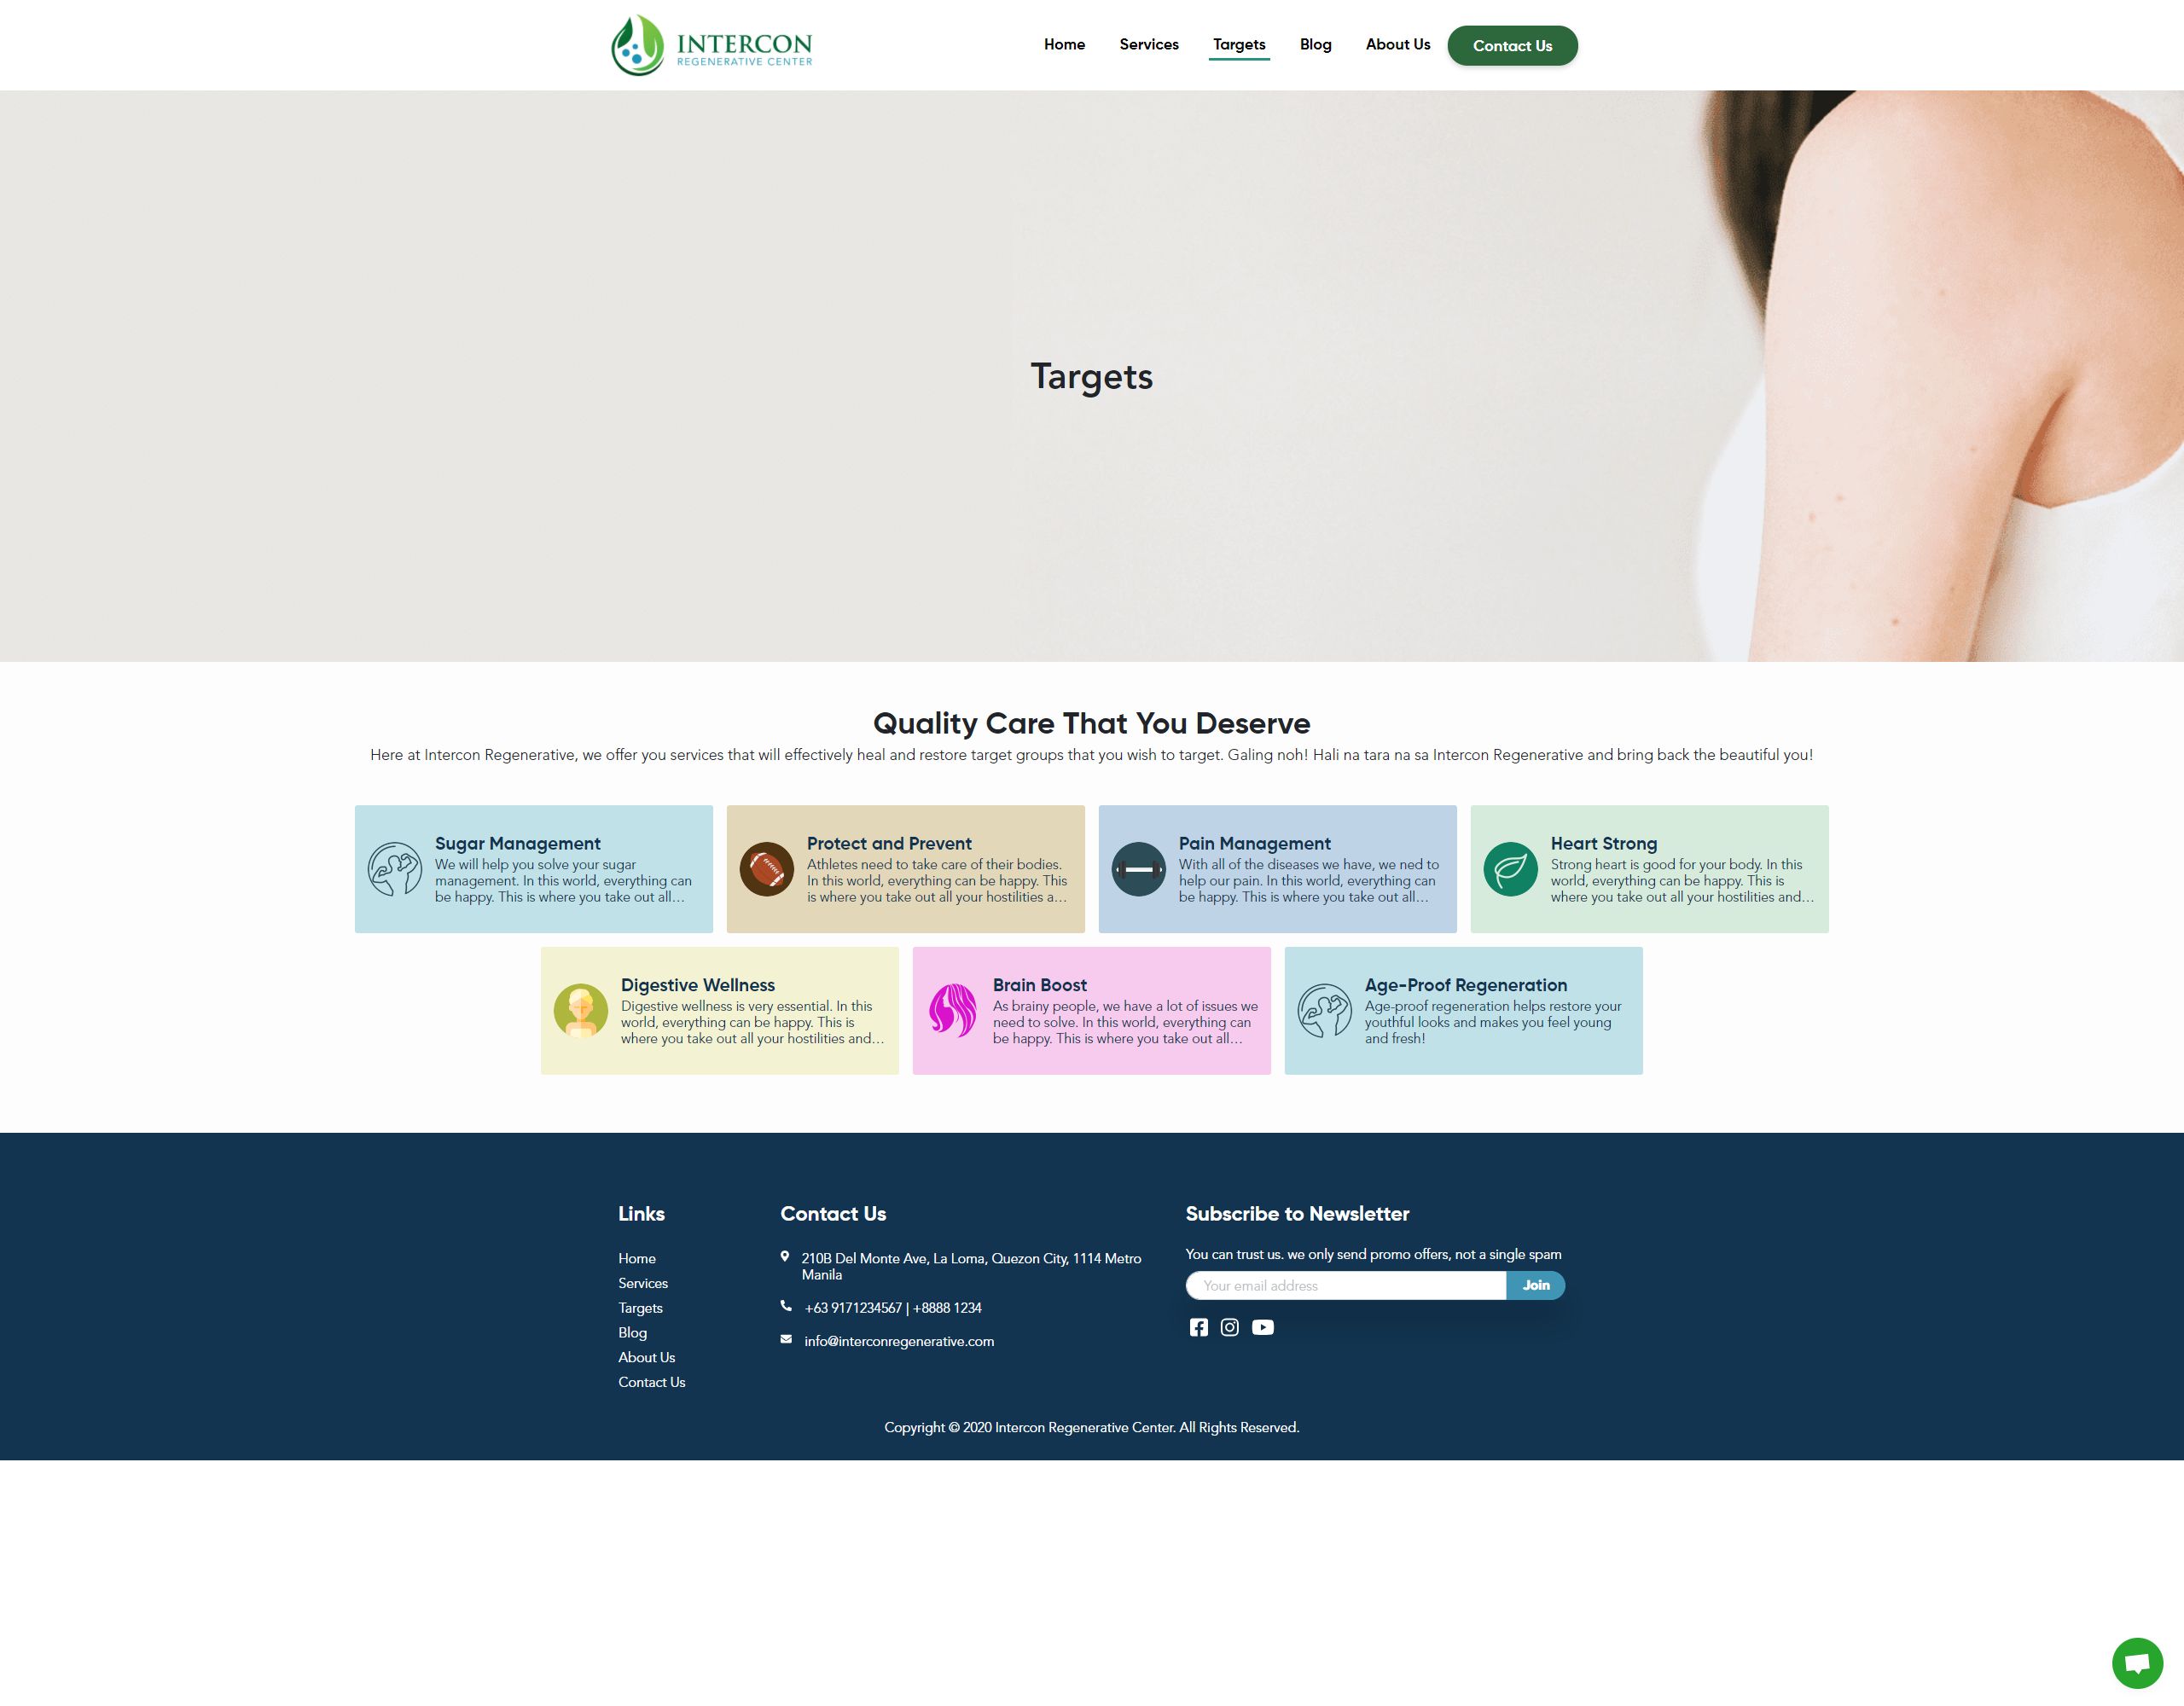 INTERCON
REGENERATIVE CENTER
Home
Services
Targets
Blog
About Us
Contact Us
Targets
Quality Care That You Deserve
Here at Intercon Regenerative, we offer you services that will effectively heal and restore target groups that you wish to target. Galing noh! Hali na tara na sa Intercon Regenerative and bring back the beautiful you!
Sugar Management
We will help you solve your sugar
management. In this world, everything can
be happy. This is where you take out all…
Protect and Prevent
Athletes need to take care of their bodies.
In this world, everything can be happy. This
is where you take out all your hostilities a…
Pain Management
With all of the diseases we have, we ned to
help our pain. In this world, everything can
be happy. This is where you take out all…
Heart Strong
Strong heart is good for your body. In this
world, everything can be happy. This is
where you take out all your hostilities and…
Digestive Wellness
Digestive wellness is very essential. In this
world, everything can be happy. This is
where you take out all your hostilities and…
Brain Boost
As brainy people, we have a lot of issues we
need to solve. In this world, everything can
be happy. This is where you take out all…
Age-Proof Regeneration
Age-proof regeneration helps restore your
youthful looks and makes you feel young
and fresh!
Links
Home
Services
Targets
Blog
About Us
Contact Us
Contact Us
210B Del Monte Ave, La Loma, Quezon City, 1114 Metro
Manila
+63 9171234567 | +8888 1234
info@interconregenerative.com
Subscribe to Newsletter
You can trust us. we only send promo offers, not a single spam
Your email address
Join
Copyright © 2020 Intercon Regenerative Center. All Rights Reserved.